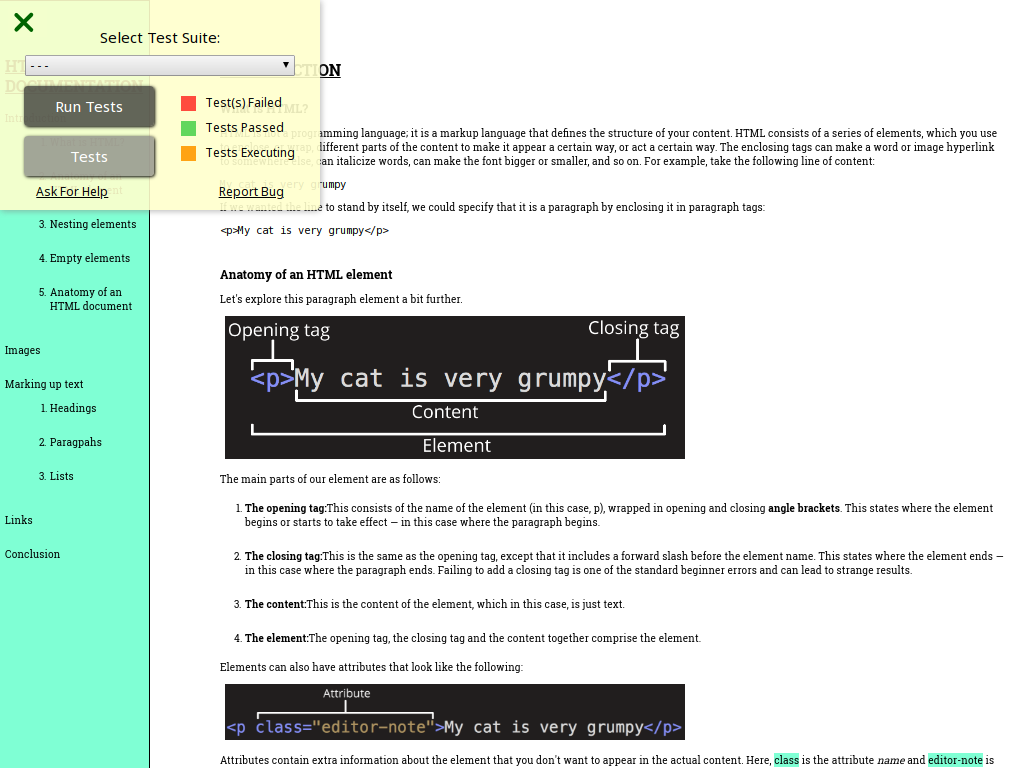 Select Test Suite:
- - -
Run Tests
Tests
Test(s) Failed
Tests Passed
Tests Executing
Ask For Help
Report Bug
HTML
DOCUMENTATION
3. Nesting elements
4. Empty elements
5. Anatomy of an
HTML document
Images
Marking up text
1. Headings
2. Paragpahs
3. Lists
Links
Conclusion
What is HTML?
programming language; it is a markup language that defines the structure of your content. HTML consists of a series of elements, which you use
different parts of the content to make it appear a certain way, or act a certain way. The enclosing tags can make a word or image hyperlink
to somewhere else, can italicize words, can make the font bigger or smaller, and so on. For example, take the following line of content:
My cat is very grumpy
If we wanted the line to stand by itself, we could specify that it is a paragraph by enclosing it in paragraph tags:
<p>My cat is very grumpy</p>
Anatomy of an HTML element
Let's explore this paragraph element a bit further.
Opening tag
Closing tag
<p>My cat is very grumpy</p>
Content
Element
The main parts of our element are as follows:
1. The opening tag:This consists of the name of the element (in this case, p), wrapped in opening and closing angle brackets. This states where the element
begins or starts to take effect — in this case where the paragraph begins.
2. The closing tag:This is the same as the opening tag, except that it includes a forward slash before the element name. This states where the element ends —
in this case where the paragraph ends. Failing to add a closing tag is one of the standard beginner errors and can lead to strange results.
3. The content:This is the content of the element, which in this case, is just text.
4. The element:The opening tag, the closing tag and the content together comprise the element.
Elements can also have attributes that look like the following:
Attribute
<p class="editor-note">My cat is very grumpy</p>
Attributes contain extra information about the element that you don't want to appear in the actual content. Here, class is the attribute name and editor-note is